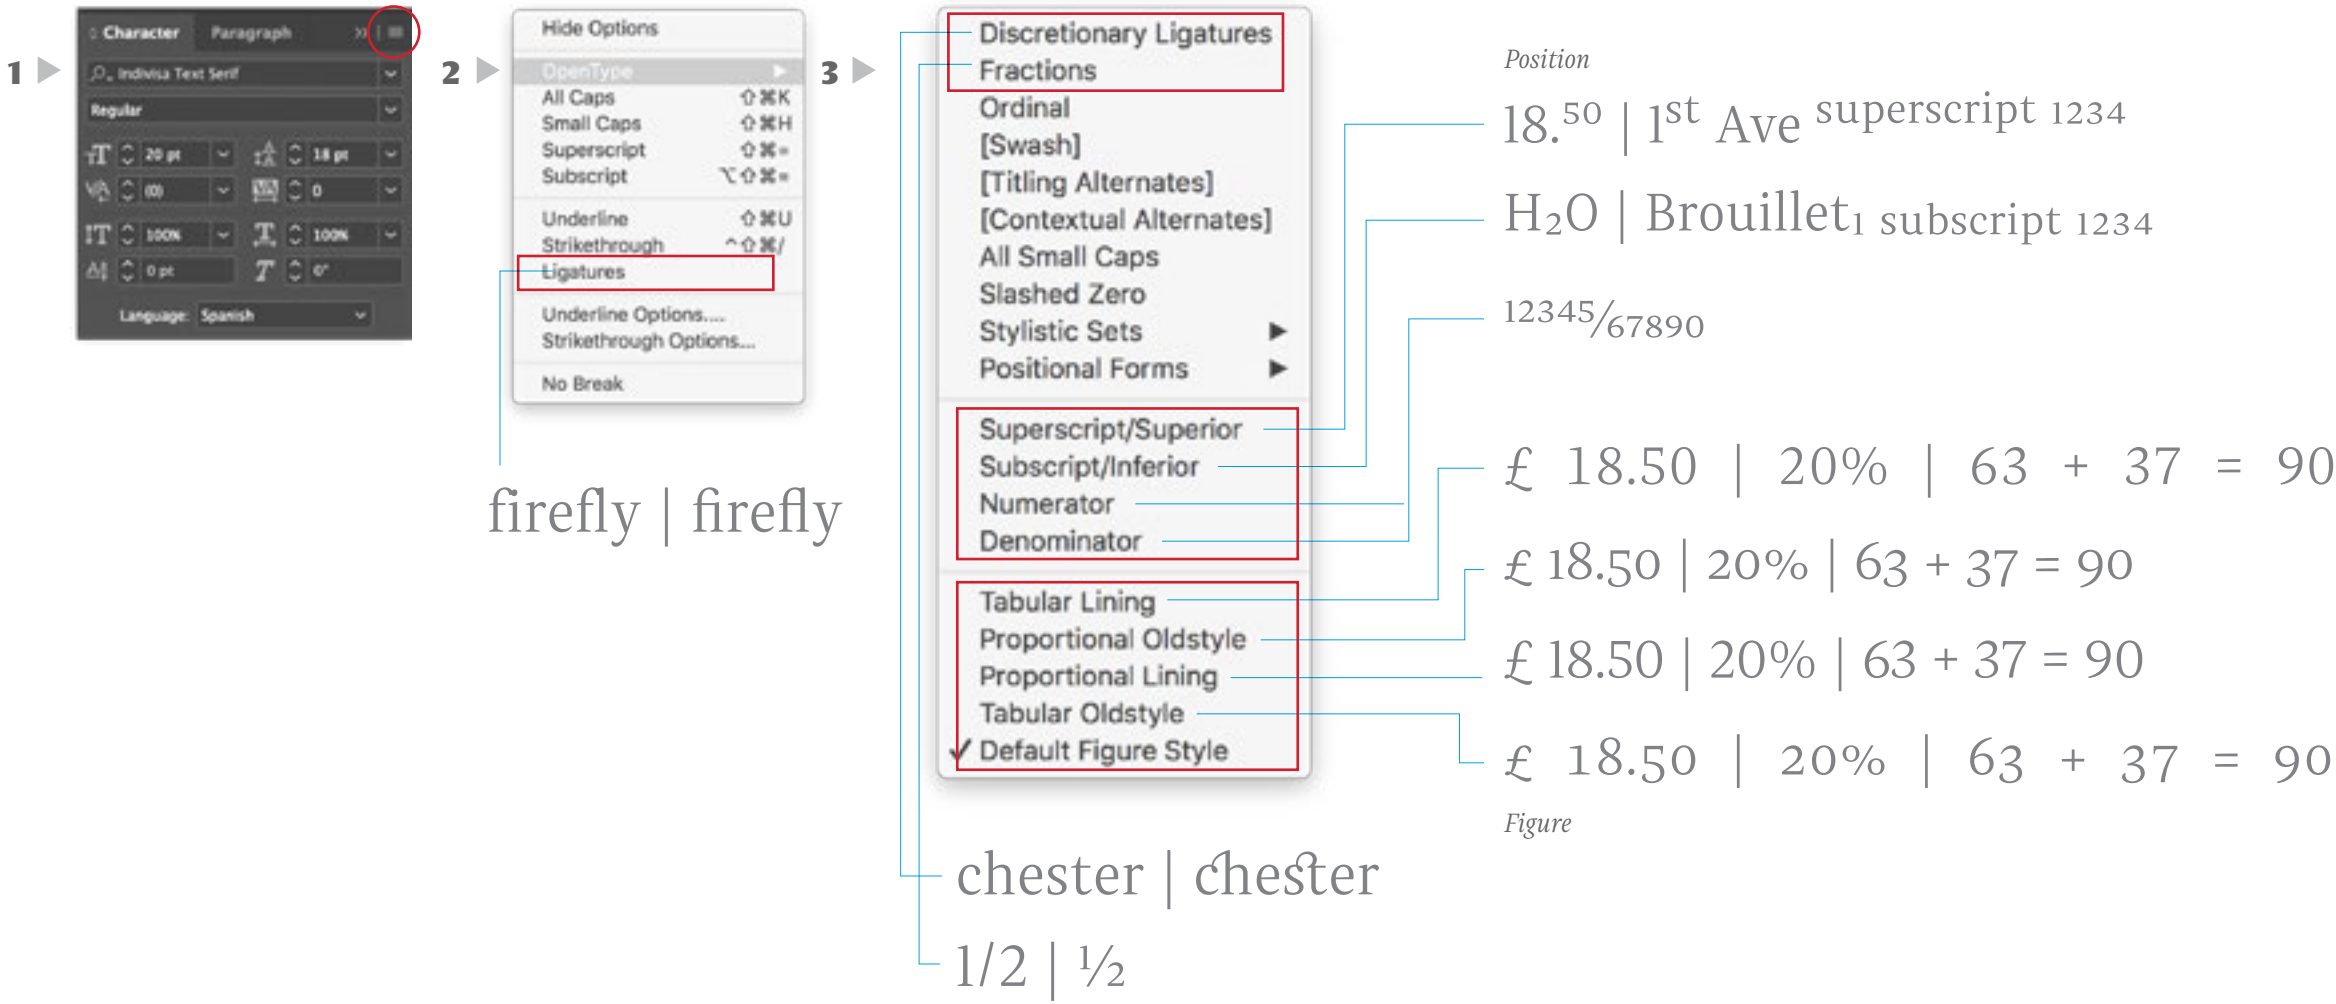 1
Character Paragraph
Indivisa Text Serif
Regular
20 pt 18 pt
(0) 0
100% 100%
0 pt 0°
Language: Spanish
2
Hide Options
OpenType
All Caps ⇧⌘K
Small Caps ⇧⌘H
Superscript ⇧⌘=
Subscript ⌥⇧⌘=
Underline ⇧⌘U
Strikethrough ^⇧⌘/
Ligatures
Underline Options....
Strikethrough Options...
No Break
firefly | firefly
3
Discretionary Ligatures
Fractions
Ordinal
[Swash]
[Titling Alternates]
[Contextual Alternates]
All Small Caps
Slashed Zero
Stylistic Sets
Positional Forms
Superscript/Superior
Subscript/Inferior
Numerator
Denominator
Tabular Lining
Proportional Oldstyle
Proportional Lining
Tabular Oldstyle
✓ Default Figure Style
chester | chester
1/2 | ½
Position
18.⁵⁰ | 1ˢᵗ Ave superscript 1234
H₂O | Brouillet₁ subscript 1234
12345/67890
£ 18.50 | 20% | 63 + 37 = 90
£ 18.50 | 20% | 63 + 37 = 90
£ 18.50 | 20% | 63 + 37 = 90
£ 18.50 | 20% | 63 + 37 = 90
Figure